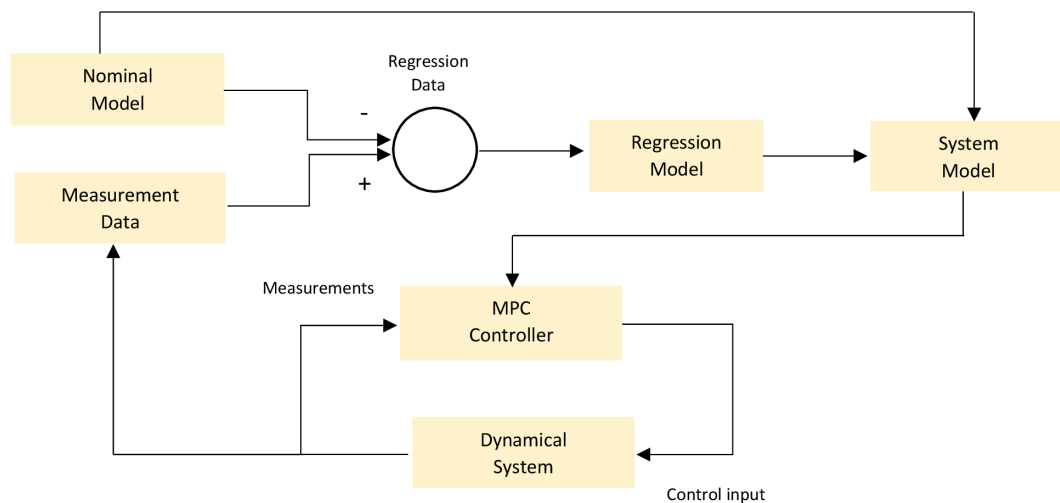 Nominal
Model
Regression
Data
-
+
Measurement
Data
Regression
Model
System
Model
Measurements
MPC
Controller
Dynamical
System
Control input